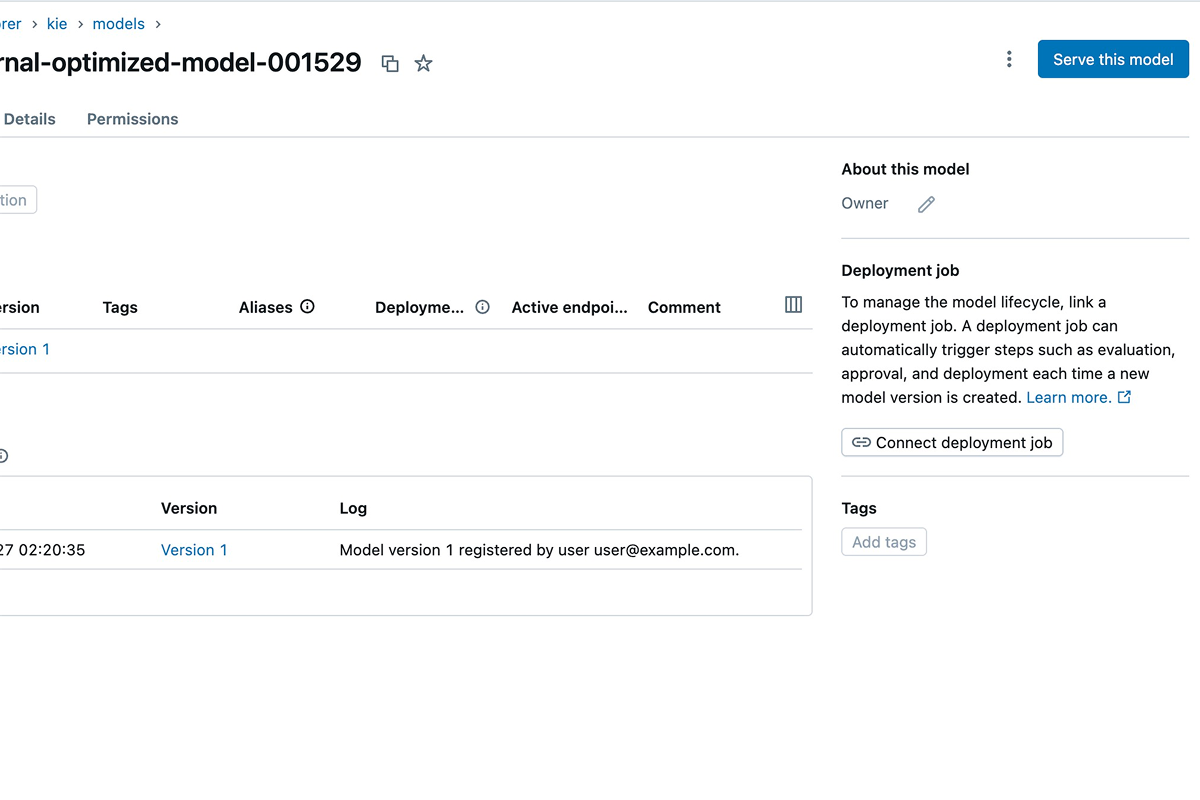 rer › kie › models ›
rnal-optimized-model-001529
Serve this model
Details Permissions
About this model
Owner
tion
Deployment job
To manage the model lifecycle, link a
deployment job. A deployment job can
automatically trigger steps such as evaluation,
approval, and deployment each time a new
model version is created. Learn more.
Connect deployment job
Tags
Add tags
ersion Tags Aliases Deployme... Active endpoi... Comment
ersion 1
Version Log
27 02:20:35 Version 1 Model version 1 registered by user user@example.com.